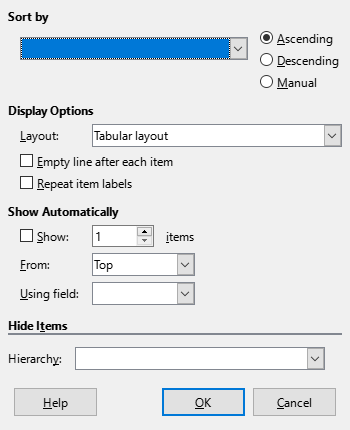 Sort by
Ascending
Descending
Manual
Display Options
Layout: Tabular layout
Empty line after each item
Repeat item labels
Show Automatically
Show: 1 items
From: Top
Using field:
Hide Items
Hierarchy:
Help OK Cancel